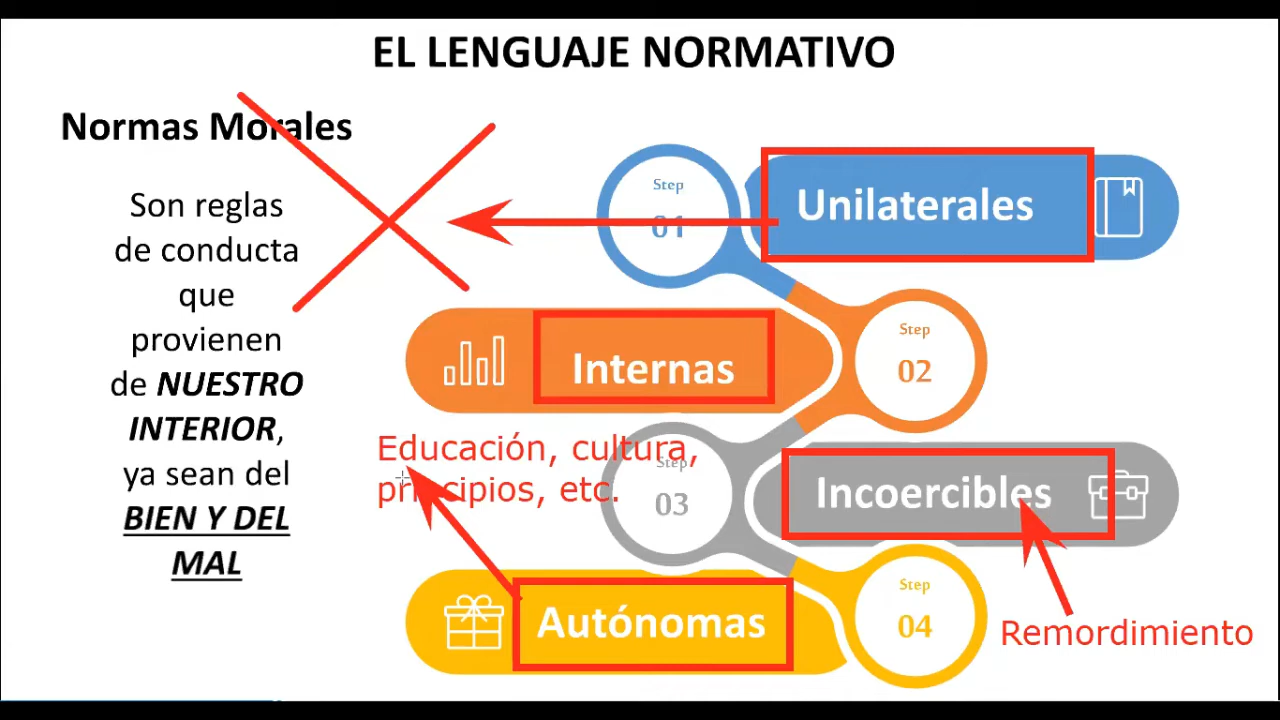 EL LENGUAJE NORMATIVO
Normas Morales
Son reglas
de conducta
que
provienen
de NUESTRO
INTERIOR,
ya sean del
BIEN Y DEL
MAL
Step
01
Unilaterales
Internas
Step
02
Educación, cultura,
principios, etc.
Step
03
Incoercibles
Autónomas
Step
04
Remordimiento